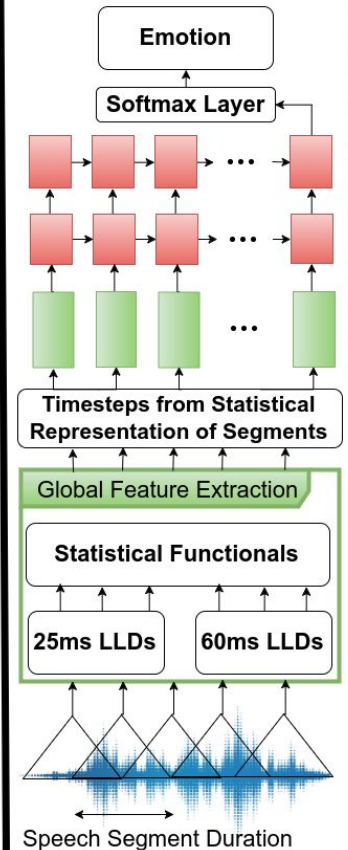 Emotion
Softmax Layer
...
...
...
Timesteps from Statistical
Representation of Segments
Global Feature Extraction
Statistical Functionals
25ms LLDs
60ms LLDs
Speech Segment Duration